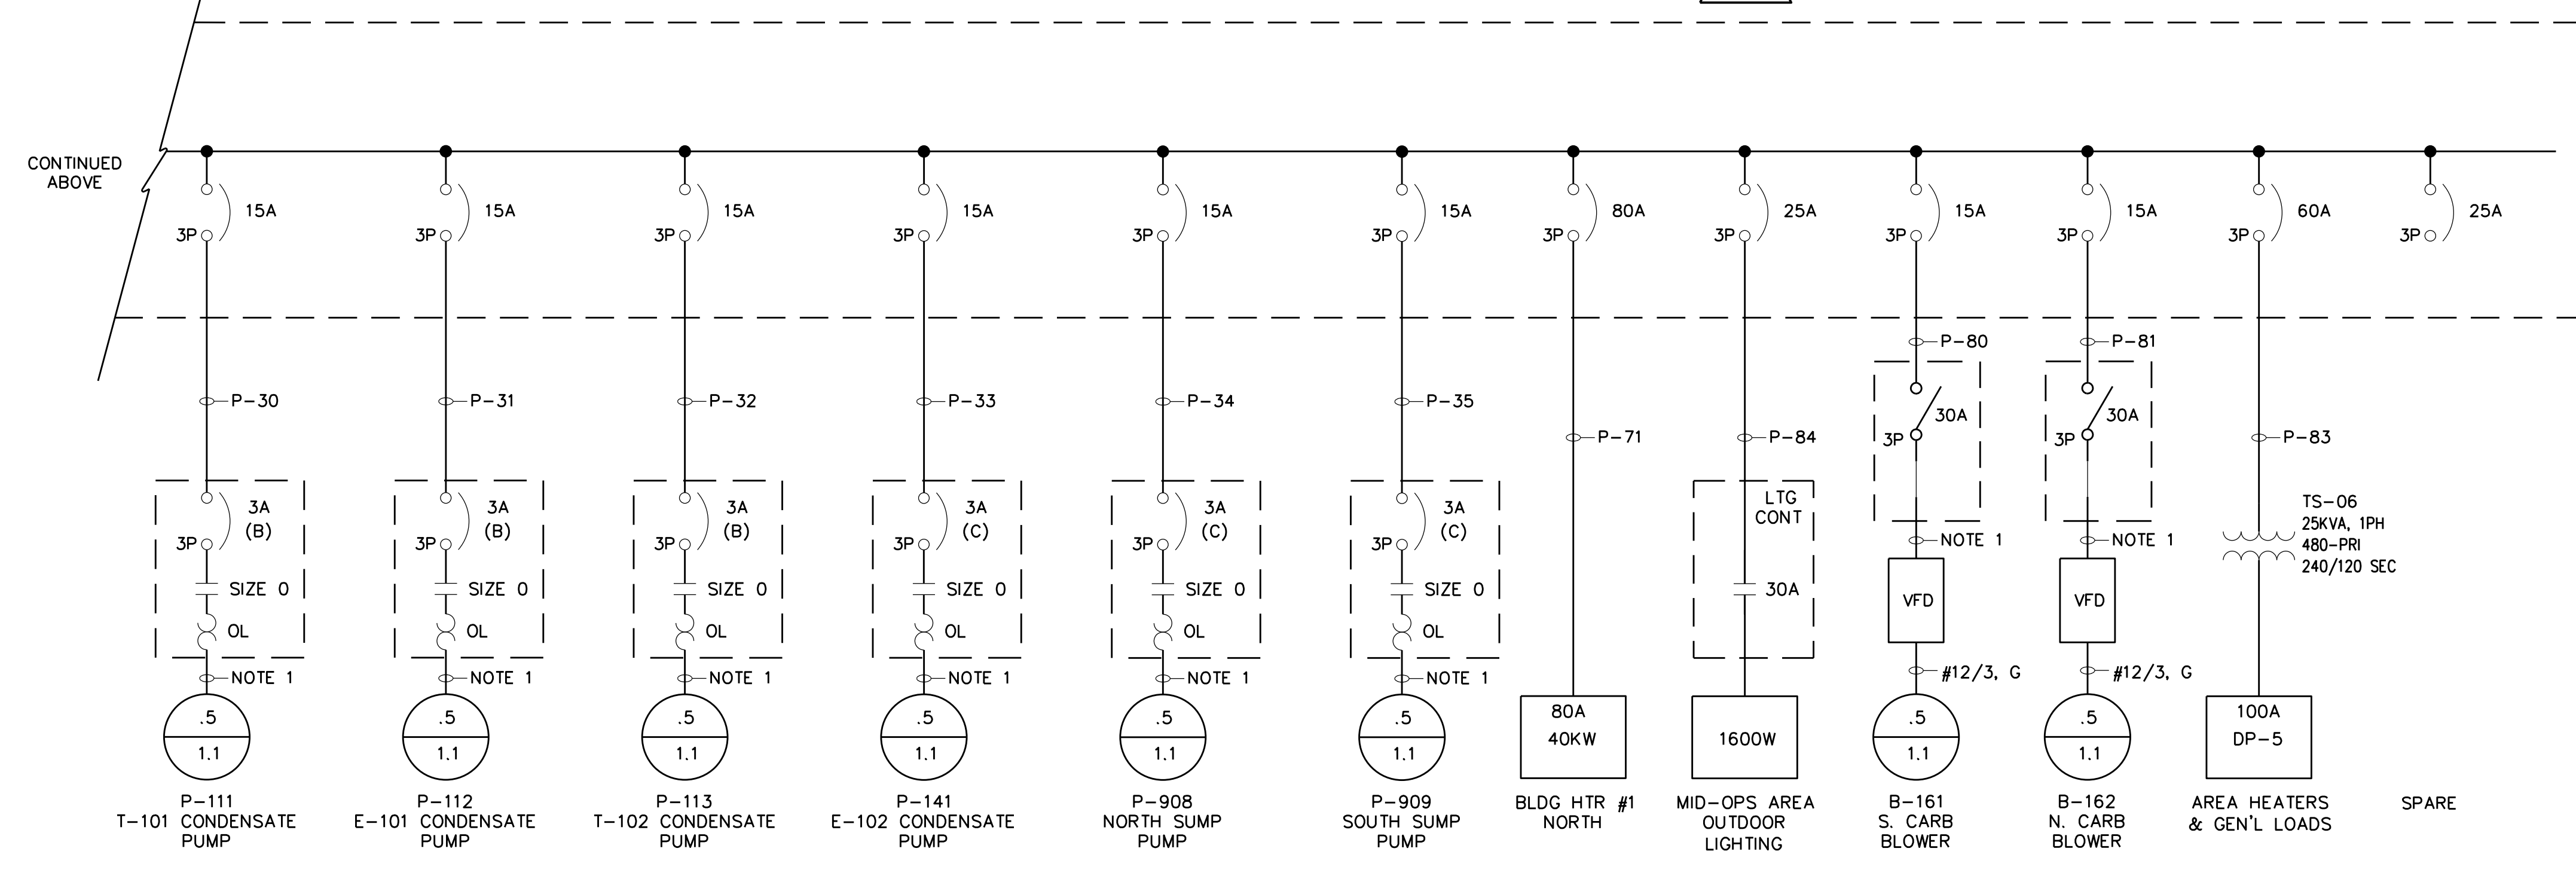 CONTINUED
ABOVE
15A 15A 15A 15A 15A 15A 80A 25A 15A 15A 60A 25A
3P 3P 3P 3P 3P 3P 3P 3P 3P 3P 3P 3P
P-80 P-81
P-30 P-31 P-32 P-33 P-34 P-35
30A 30A
3P 3P
P-71 P-84 P-83
3A 3A 3A 3A 3A 3A
(B) (B) (B) (C) (C) (C)
3P 3P 3P 3P 3P 3P
LTG
CONT
TS-06
25KVA, 1PH
480-PRI
240/120 SEC
NOTE 1 NOTE 1
SIZE 0 SIZE 0 SIZE 0 SIZE 0 SIZE 0 SIZE 0 30A
VFD VFD
OL OL OL OL OL OL
NOTE 1 NOTE 1 NOTE 1 NOTE 1 NOTE 1 NOTE 1 #12/3, G #12/3, G
.5 .5 .5 .5 .5 .5 80A .5 .5 100A
40KW 1600W DP-5
1.1 1.1 1.1 1.1 1.1 1.1 1.1 1.1
P-111
T-101 CONDENSATE
PUMP
P-112
E-101 CONDENSATE
PUMP
P-113
T-102 CONDENSATE
PUMP
P-141
E-102 CONDENSATE
PUMP
P-908
NORTH SUMP
PUMP
P-909
SOUTH SUMP
PUMP
BLDG HTR #1
NORTH
MID-OPS AREA
OUTDOOR
LIGHTING
B-161
S. CARB
BLOWER
B-162
N. CARB
BLOWER
AREA HEATERS
& GEN'L LOADS
SPARE